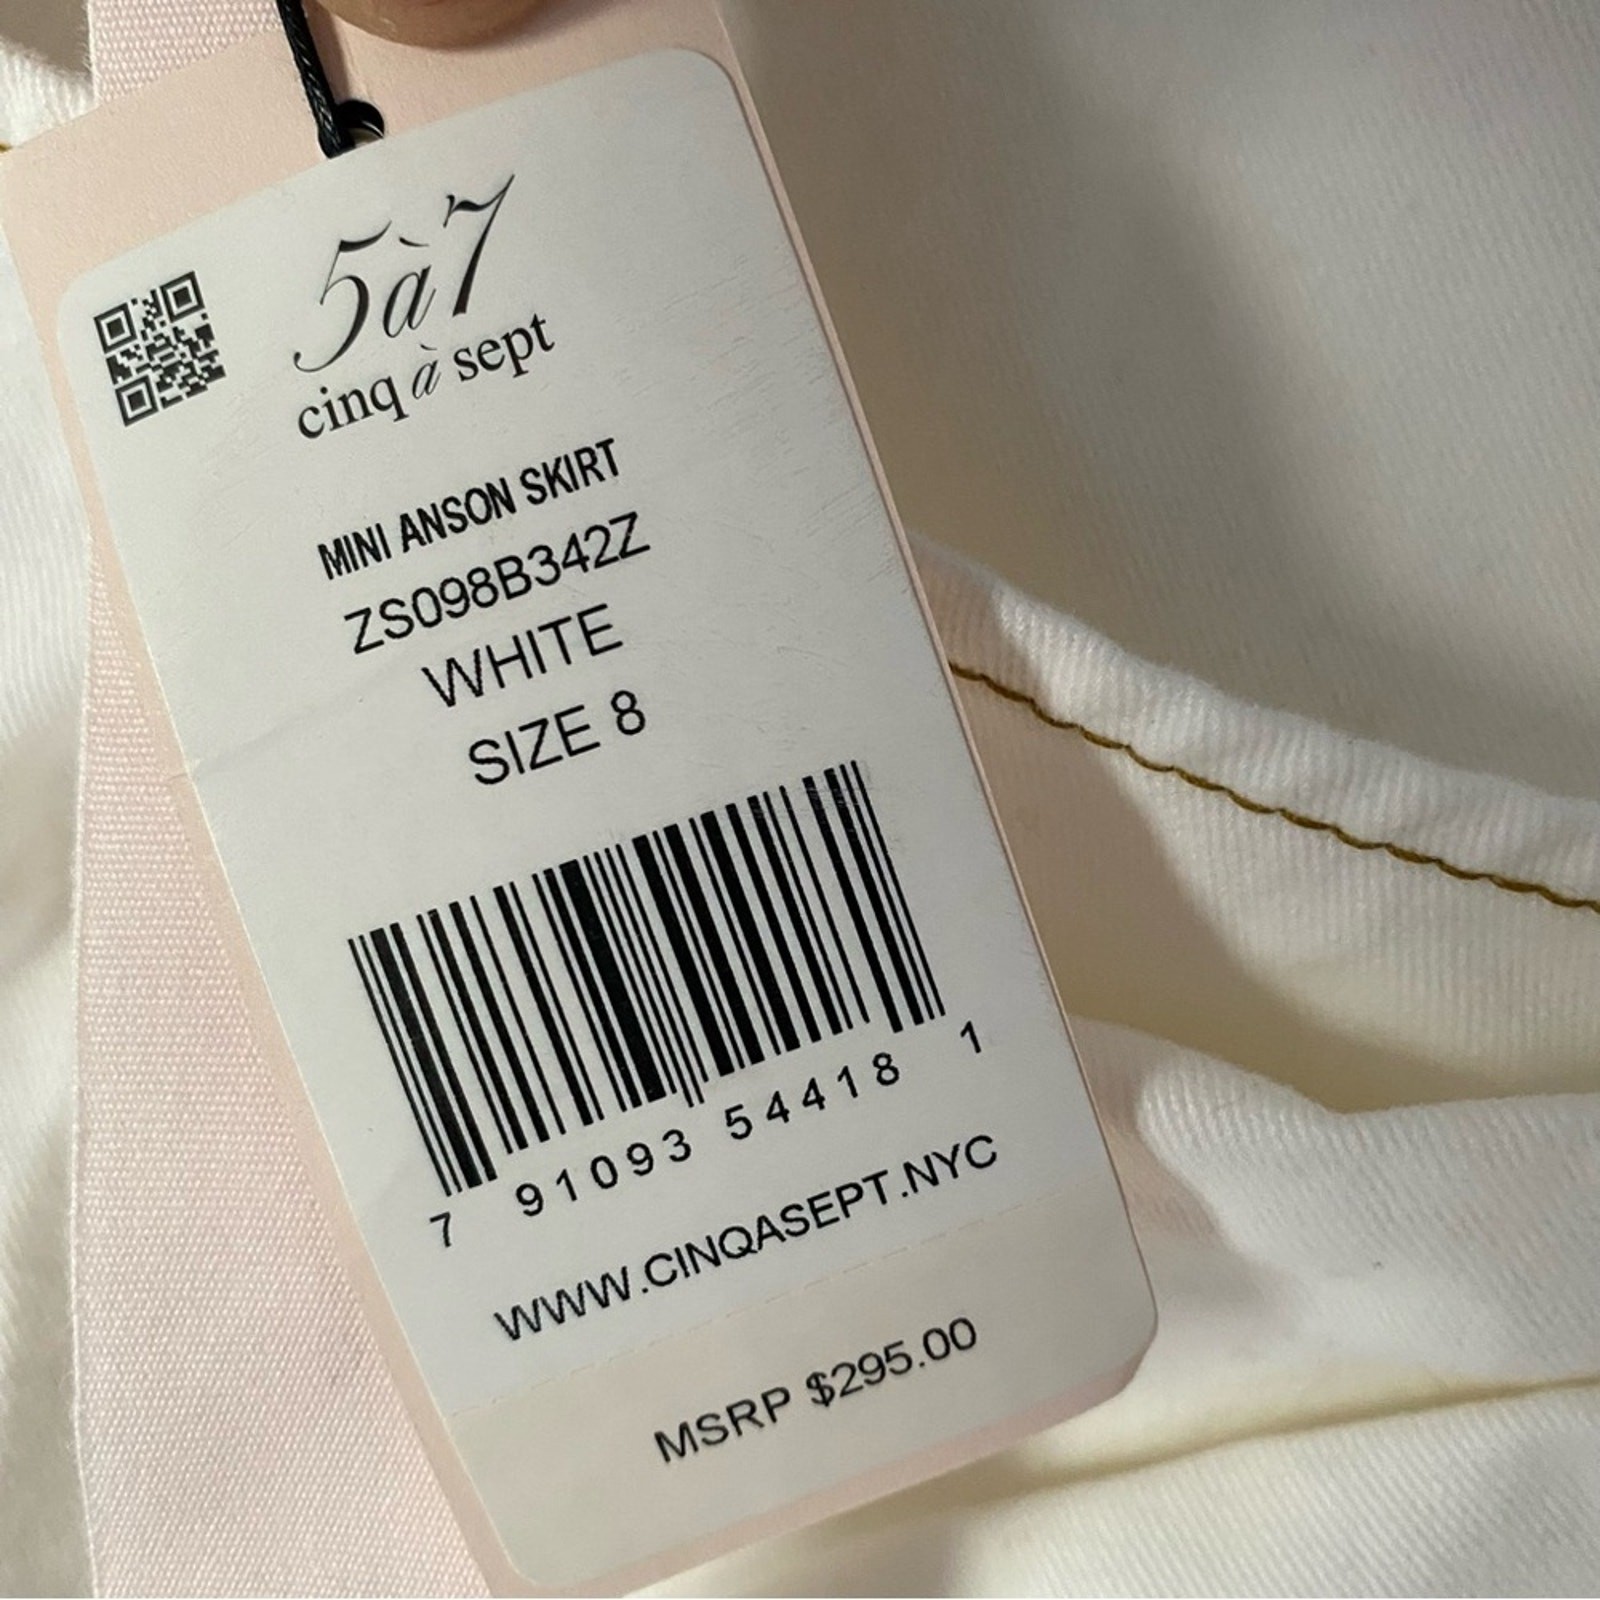 5à7
cinq à sept
MINI ANSON SKIRT
ZS098B342Z
WHITE
SIZE 8
7 91093 54418 1
WWW.CINQASEPT.NYC
MSRP $295.00